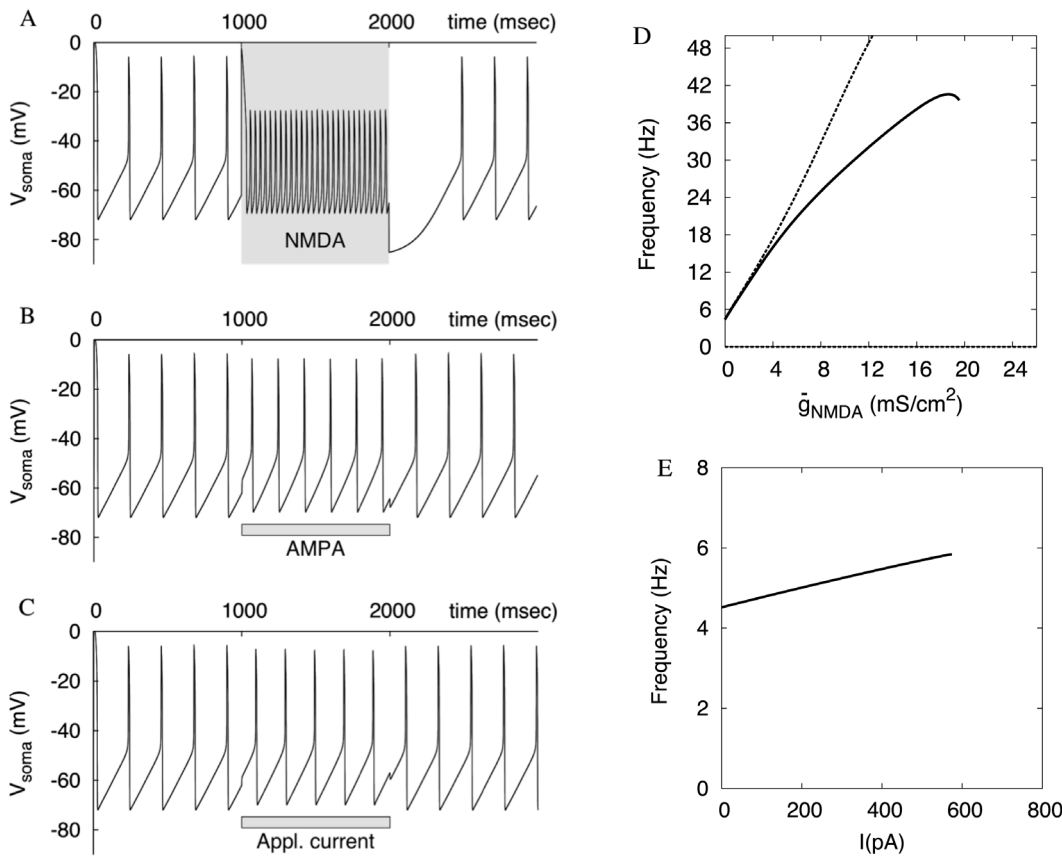 A
0 1000 2000 time (msec)
0
-20
-40
-60
-80
V_soma (mV)
NMDA
B
0 1000 2000 time (msec)
0
-20
-40
-60
-80
V_soma (mV)
AMPA
C
0 1000 2000 time (msec)
0
-20
-40
-60
-80
V_soma (mV)
Appl. current
D
48
42
36
30
24
18
12
6
0
Frequency (Hz)
0 4 8 12 16 20 24
ḡ_NMDA (mS/cm²)
E
8
6
4
2
0
Frequency (Hz)
0 200 400 600 800
I(pA)